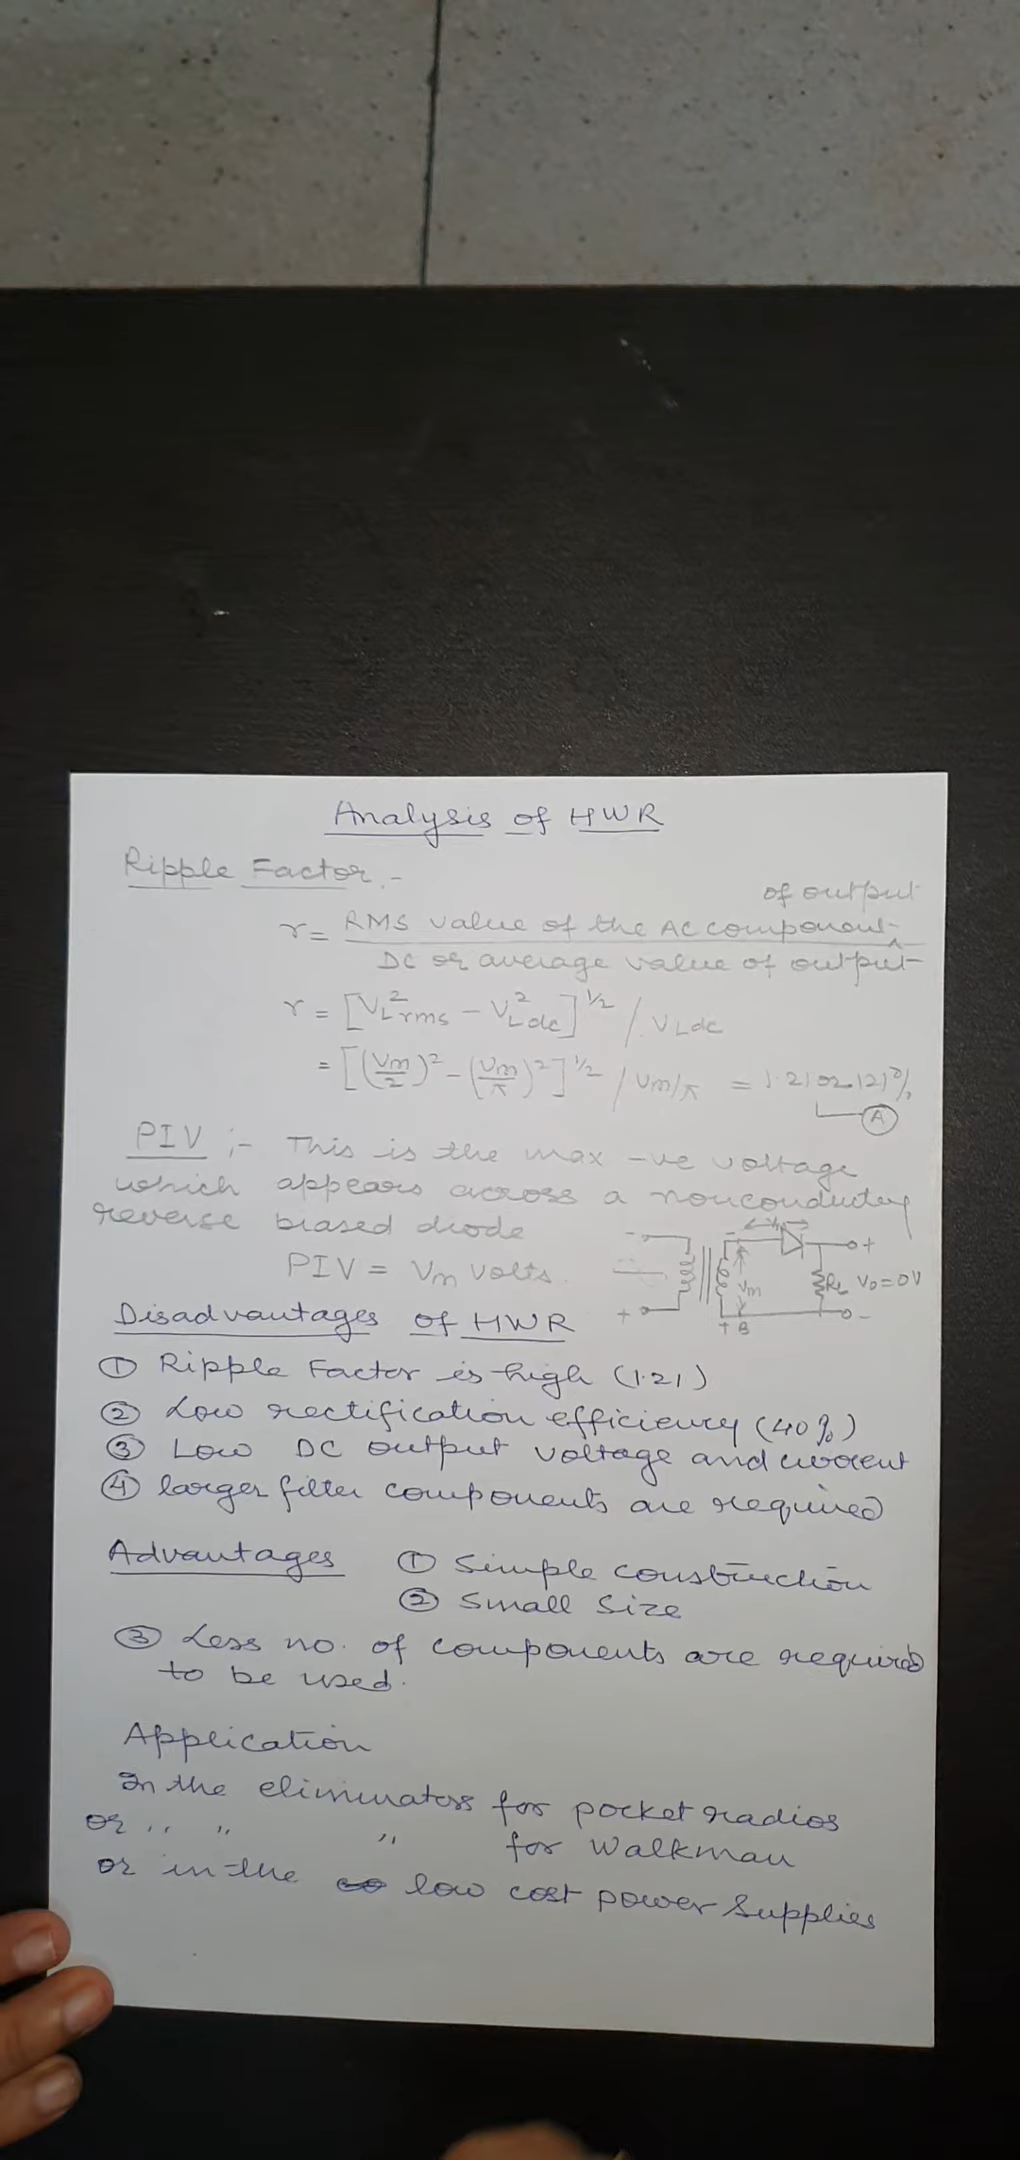 Analysis of HWR
Ripple Factor :-
of output
r = RMS value of the AC component ^
DC or average value of output
r = [V²Lrms - V²Ldc]^1/2 / VLdc
= [(Vm/2)² - (Vm/π)²]^1/2 / Vm/π = 1.21 or 121%
A
PIV :- This is the max -ve voltage
which appears across a nonconducting
reverse biased diode
PIV = Vm volts.
- - Vm +
+ Vm RL Vo = 0V
+ + B -
Disadvantages of HWR
① Ripple Factor is high (1.21)
② Low rectification efficiency (40%)
③ Low DC output voltage and current
④ larger filter components are required
Advantages ① Simple construction
② Small Size
③ Less no. of components are required
to be used.
Application
In the eliminators for pocket radios
or " " " for Walkman
or in the low cost power Supplies